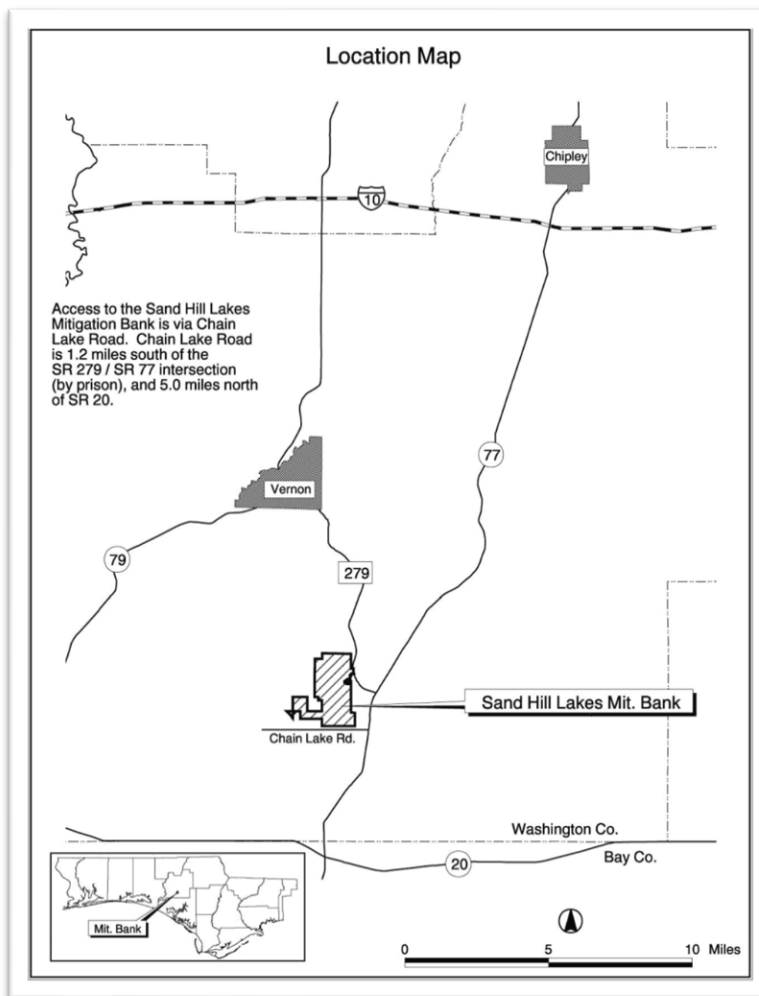 Location Map
Chipley
10
Access to the Sand Hill Lakes
Mitigation Bank is via Chain
Lake Road.  Chain Lake Road
is 1.2 miles south of the
SR 279 / SR 77 intersection
(by prison), and 5.0 miles north
of SR 20.
77
Vernon
79
279
Sand Hill Lakes Mit. Bank
Chain Lake Rd.
Washington Co.
Bay Co.
20
Mit. Bank
0 5 10 Miles